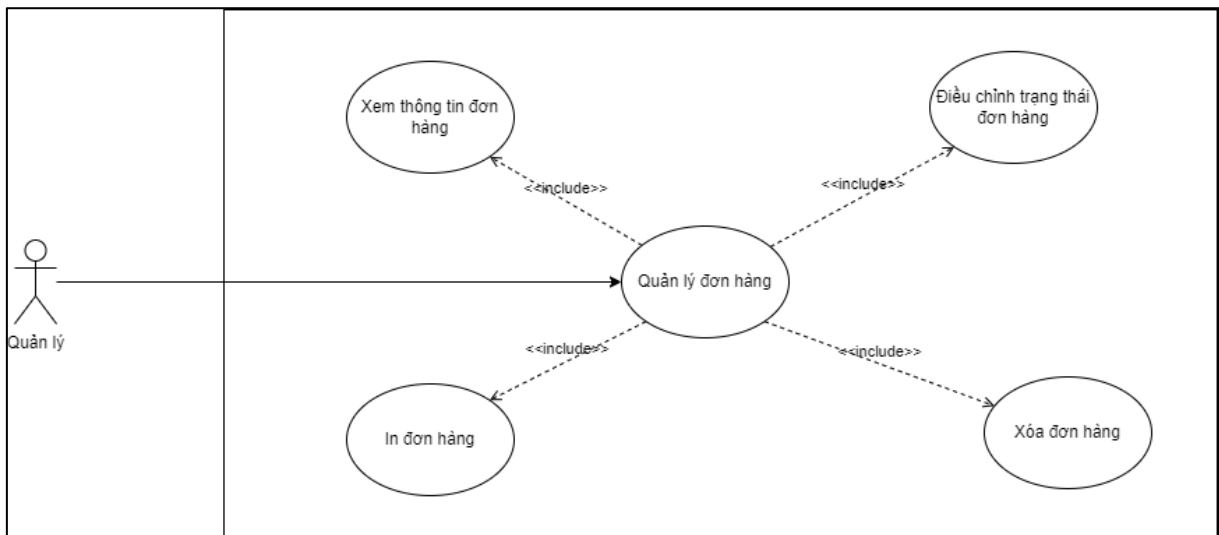 Xem thông tin đơn
hàng
Điều chỉnh trạng thái
đơn hàng
<<include>>
<<include>>
Quản lý đơn hàng
Quản lý
<<include>>
<<include>>
In đơn hàng
Xóa đơn hàng